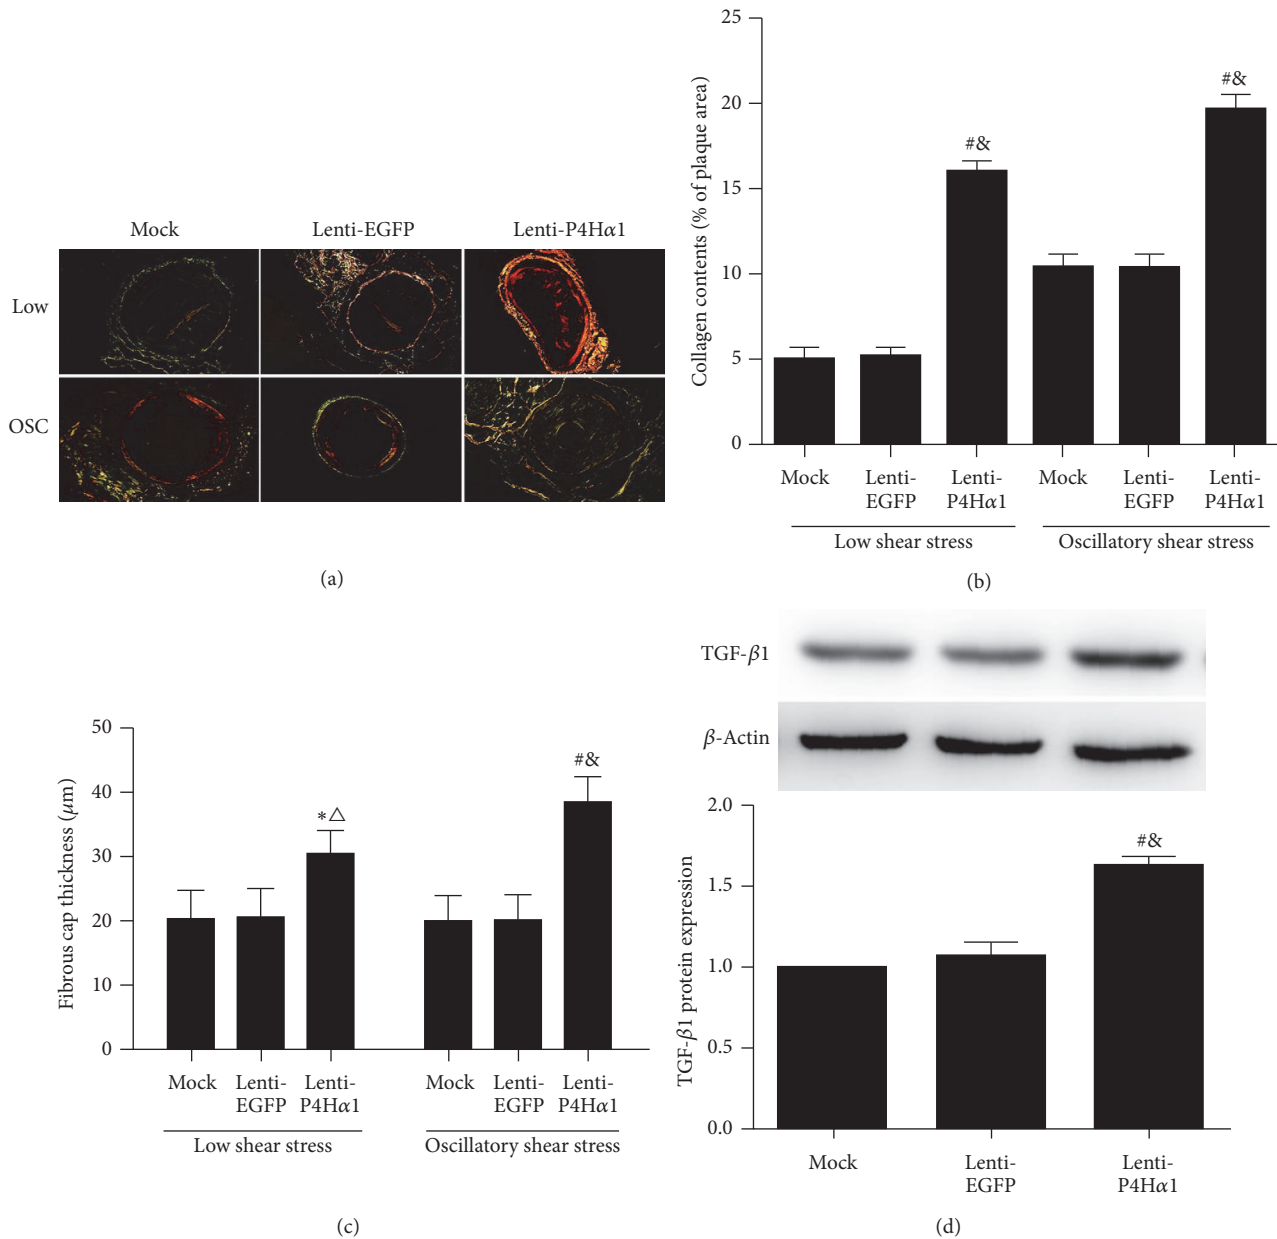 Mock Lenti-EGFP Lenti-P4Hα1
Low
OSC
(a)
25
20
15
10
5
0
Collagen contents (% of plaque area)
#&
#&
Mock Lenti- Lenti- Mock Lenti- Lenti-
EGFP P4Hα1 EGFP P4Hα1
Low shear stress Oscillatory shear stress
(b)
50
40
30
20
10
0
Fibrous cap thickness (μm)
*△
#&
Mock Lenti- Lenti- Mock Lenti- Lenti-
EGFP P4Hα1 EGFP P4Hα1
Low shear stress Oscillatory shear stress
(c)
TGF-β1
β-Actin
2.0
1.5
1.0
0.5
0.0
TGF-β1 protein expression
#&
Mock Lenti- Lenti-
EGFP P4Hα1
(d)